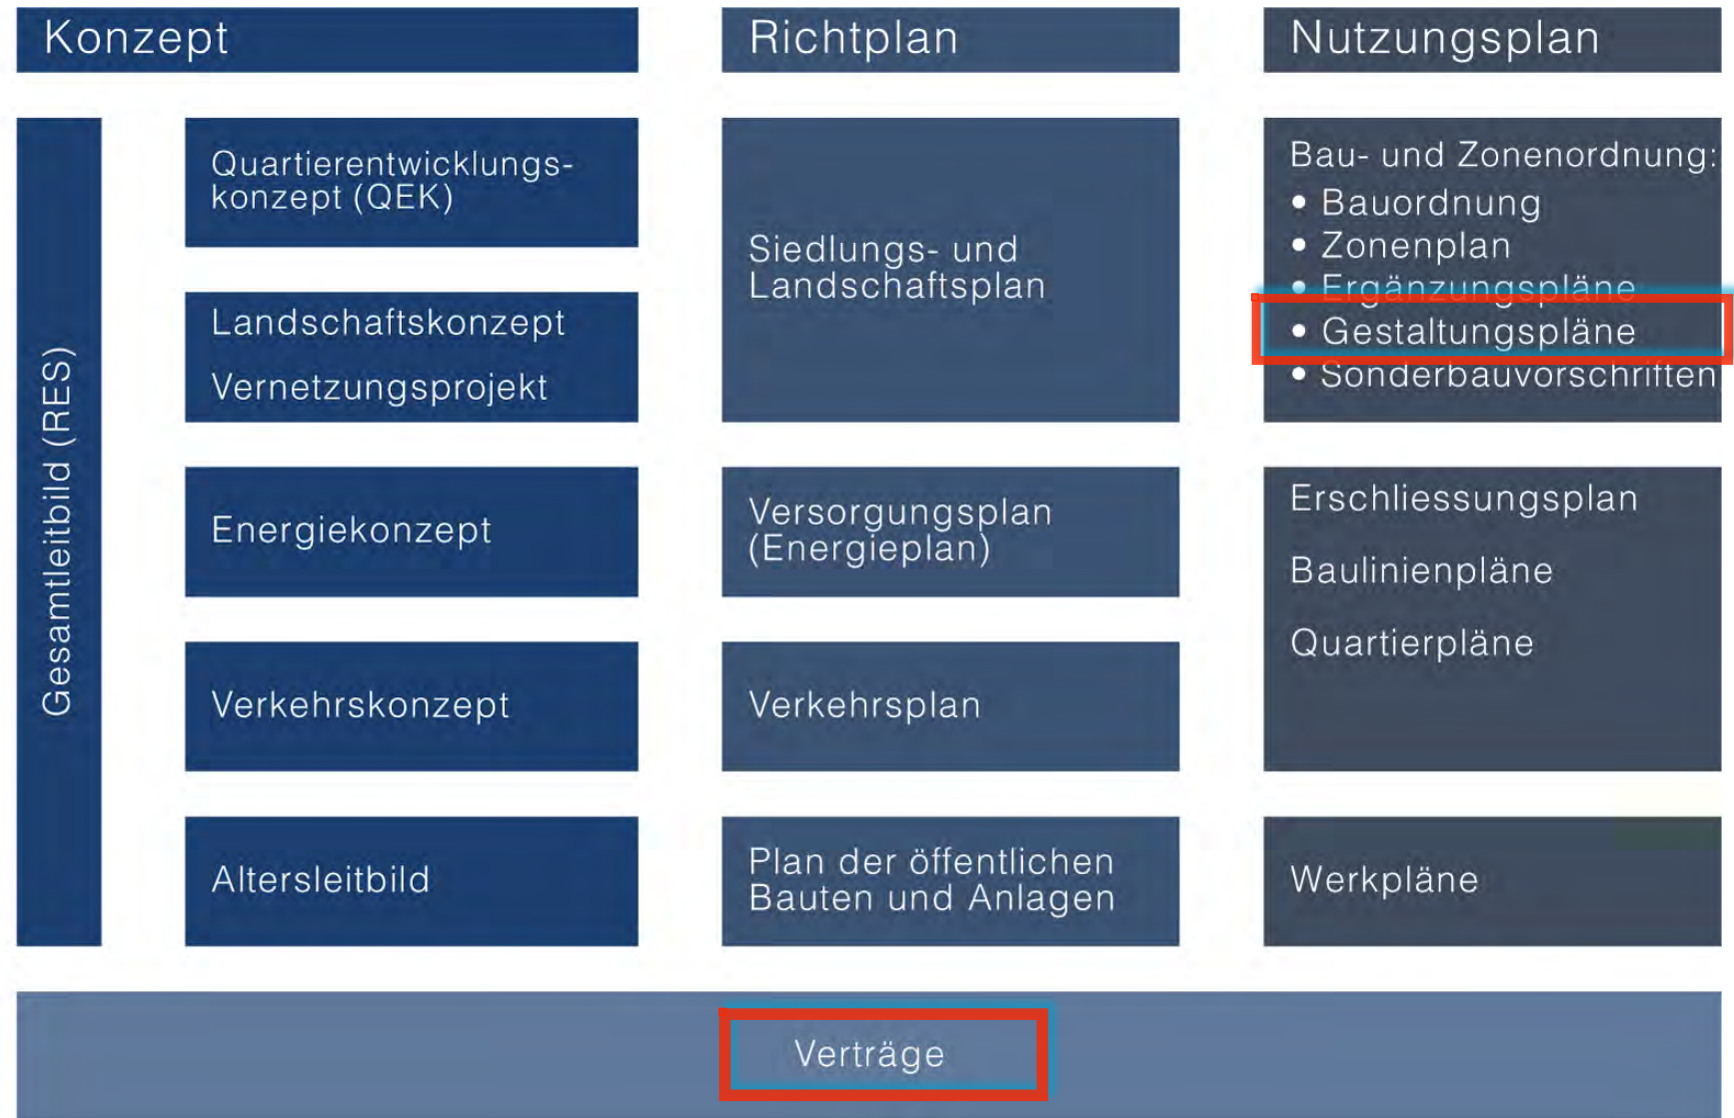 Konzept
Richtplan
Nutzungsplan
Gesamtleitbild (RES)
Quartierentwicklungs-
konzept (QEK)
Landschaftskonzept
Vernetzungsprojekt
Energiekonzept
Verkehrskonzept
Altersleitbild
Siedlungs- und
Landschaftsplan
Versorgungsplan
(Energieplan)
Verkehrsplan
Plan der öffentlichen
Bauten und Anlagen
Bau- und Zonenordnung:
• Bauordnung
• Zonenplan
• Ergänzungspläne
• Gestaltungspläne
• Sonderbauvorschriften
Erschliessungsplan
Baulinienpläne
Quartierpläne
Werkpläne
Verträge